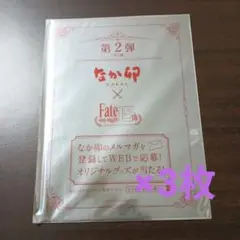 第2弾
なか卯
×
Fate
15th
なか卯のメルマガを
登録してWEBで応募!
オリジナルグッズが当たる!
×3枚